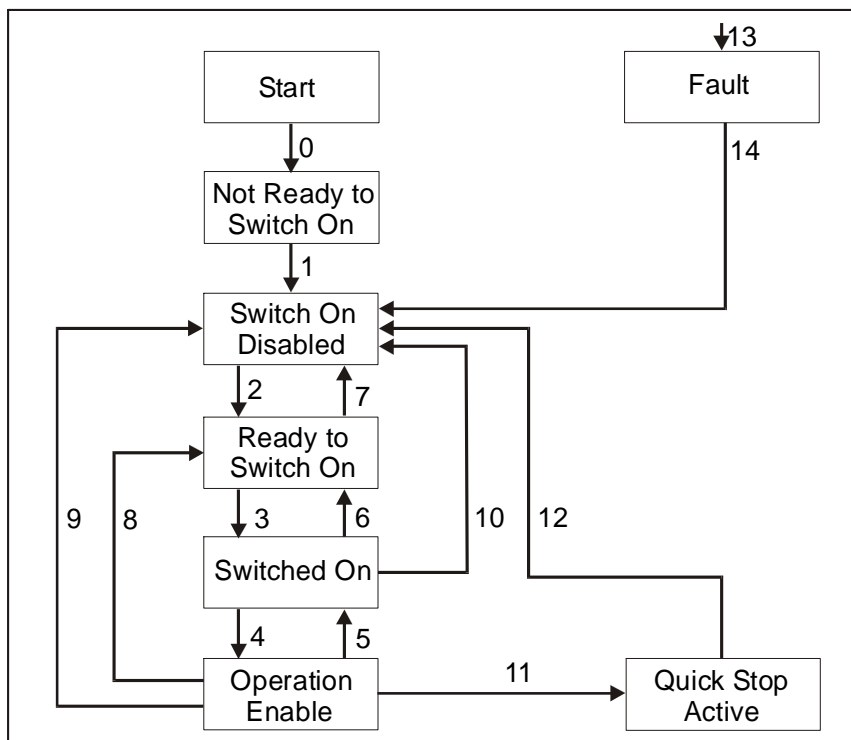 13
Start
Fault
0
14
Not Ready to
Switch On
1
Switch On
Disabled
2
7
Ready to
Switch On
9
8
3
6
10
12
Switched On
4
5
11
Operation
Enable
Quick Stop
Active